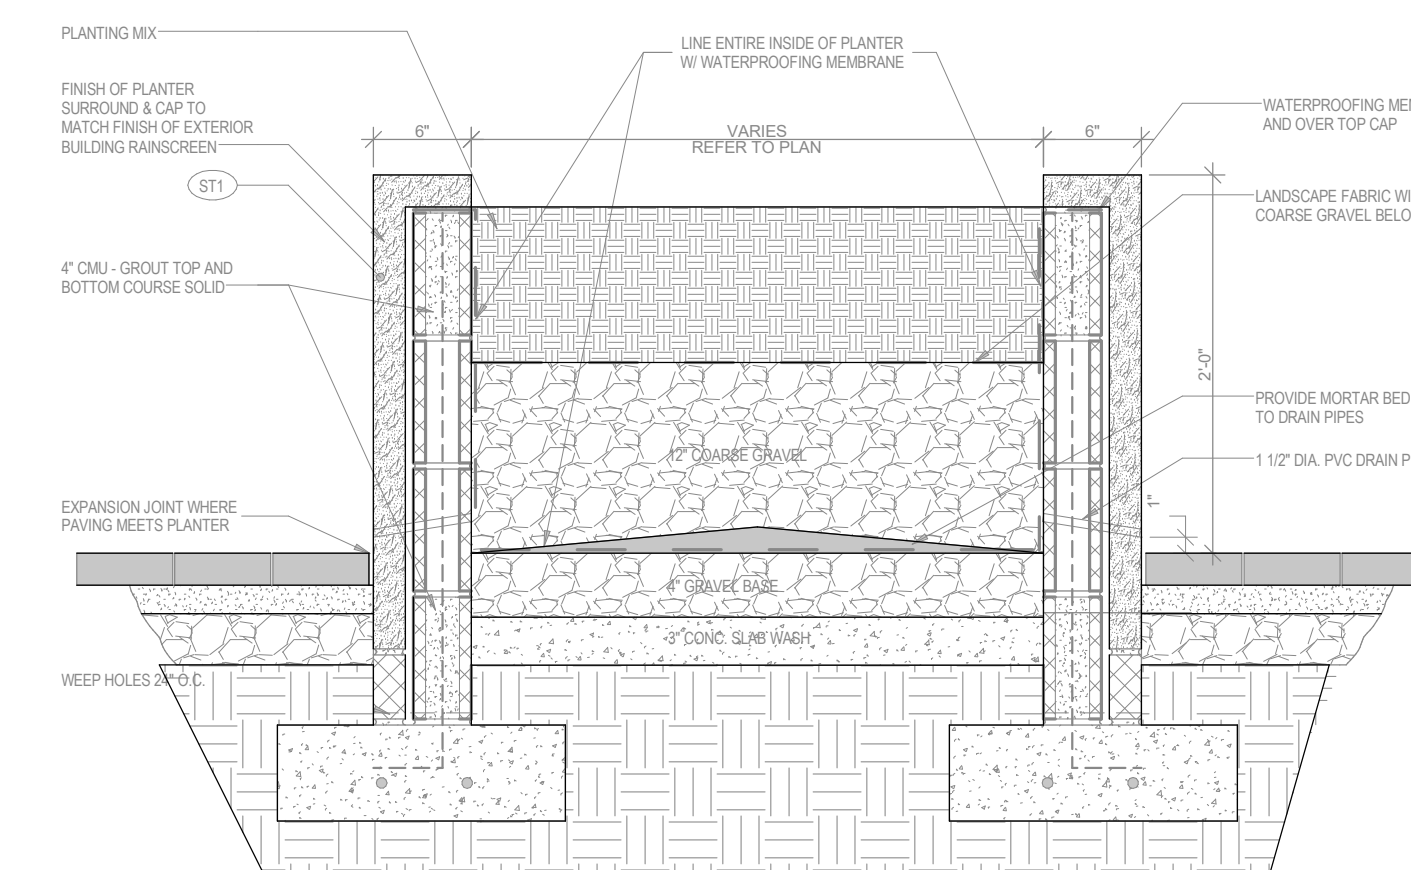 PLANTING MIX
LINE ENTIRE INSIDE OF PLANTER
W/ WATERPROOFING MEMBRANE
FINISH OF PLANTER
SURROUND & CAP TO
MATCH FINISH OF EXTERIOR
BUILDING RAINSCREEN
ST1
6"
VARIES
REFER TO PLAN
6"
WATERPROOFING
AND OVER TOP CAP
LANDSCAPE FABRIC
COARSE GRAVEL
4" CMU - GROUT TOP AND
BOTTOM COURSE SOLID
2'-0"
PROVIDE MORTAR BED
TO DRAIN PIPES
12" COARSE GRAVEL
1 1/2" DIA. PVC DRAIN
1"
EXPANSION JOINT WHERE
PAVING MEETS PLANTER
4" GRAVEL BASE
3" CONC. SLAB WASH
WEEP HOLES 24" O.C.